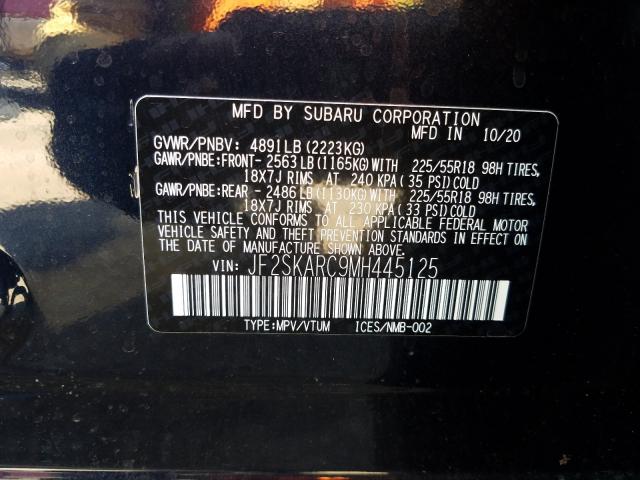 MFD BY SUBARU CORPORATION
MFD IN 10/20
GVWR/PNBV: 4891LB (2223KG)
GAWR/PNBE:FRONT- 2563LB(1165KG)WITH 225/55R18 98H TIRES,
18X7J RIMS AT 240 KPA(35 PSI)COLD
GAWR/PNBE:REAR - 2486LB(1130KG)WITH 225/55R18 98H TIRES,
18X7J RIMS AT 230 KPA(33 PSI)COLD
THIS VEHICLE CONFORMS TO ALL APPLICABLE FEDERAL MOTOR
VEHICLE SAFETY AND THEFT PREVENTION STANDARDS IN EFFECT ON
THE DATE OF MANUFACTURE SHOWN ABOVE.
VIN: JF2SKARC9MH445125
TYPE:MPV/VTUM ICES/NMB-002